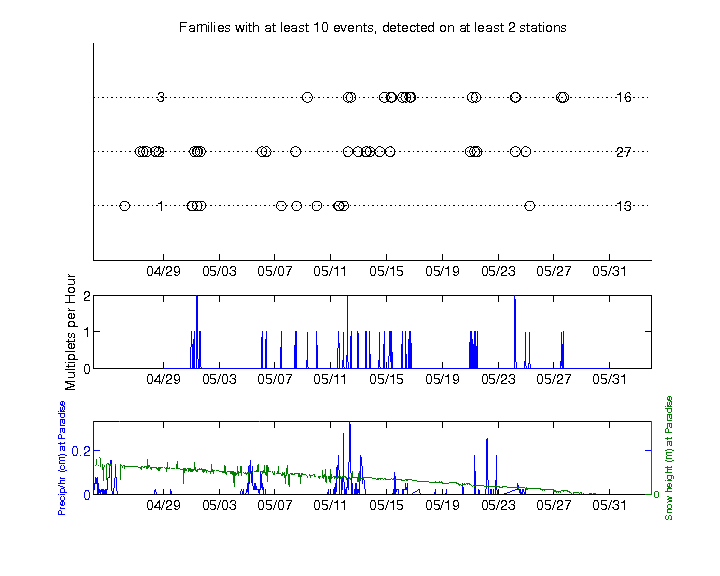 Families with at least 10 events, detected on at least 2 stations
3 16
2 27
1 13
04/29 05/03 05/07 05/11 05/15 05/19 05/23 05/27 05/31
Multiplets per Hour
2
1
0
04/29 05/03 05/07 05/11 05/15 05/19 05/23 05/27 05/31
Precip/hr (cm) at Paradise
0.2
0
Snow height (m) at Paradise
0
04/29 05/03 05/07 05/11 05/15 05/19 05/23 05/27 05/31